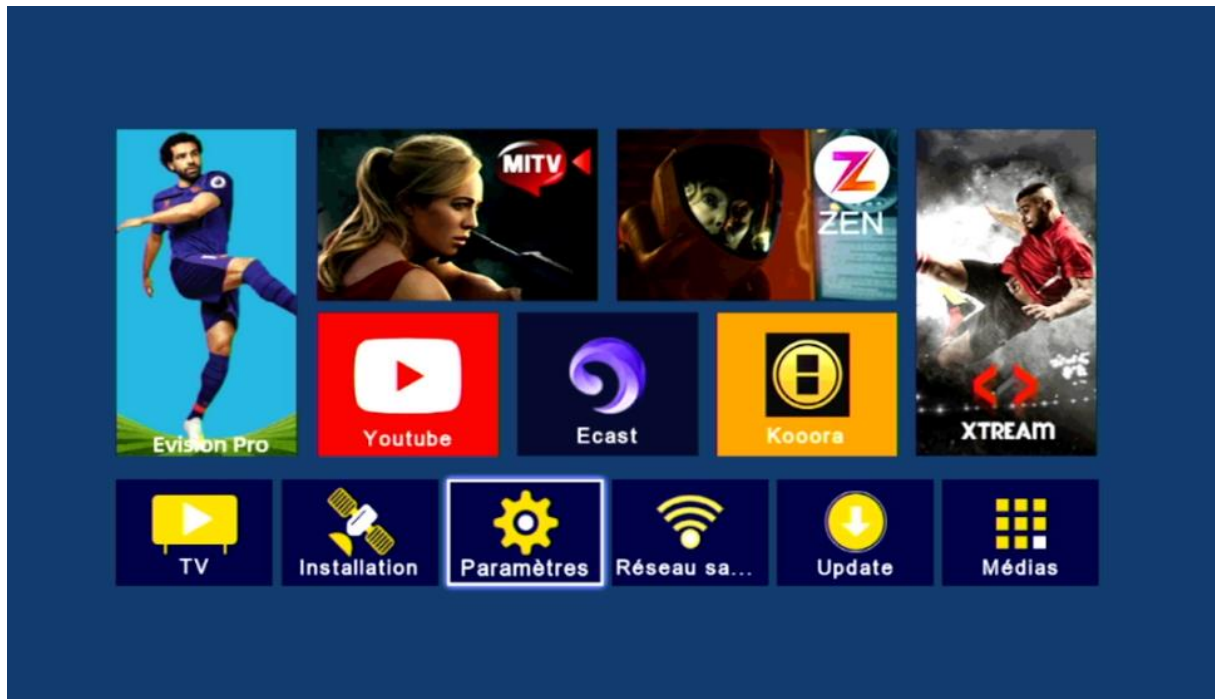 MITV
ZEN
Evision Pro
Youtube
Ecast
Kooora
XTREAM
TV
Installation
Paramètres
Réseau sa...
Update
Médias